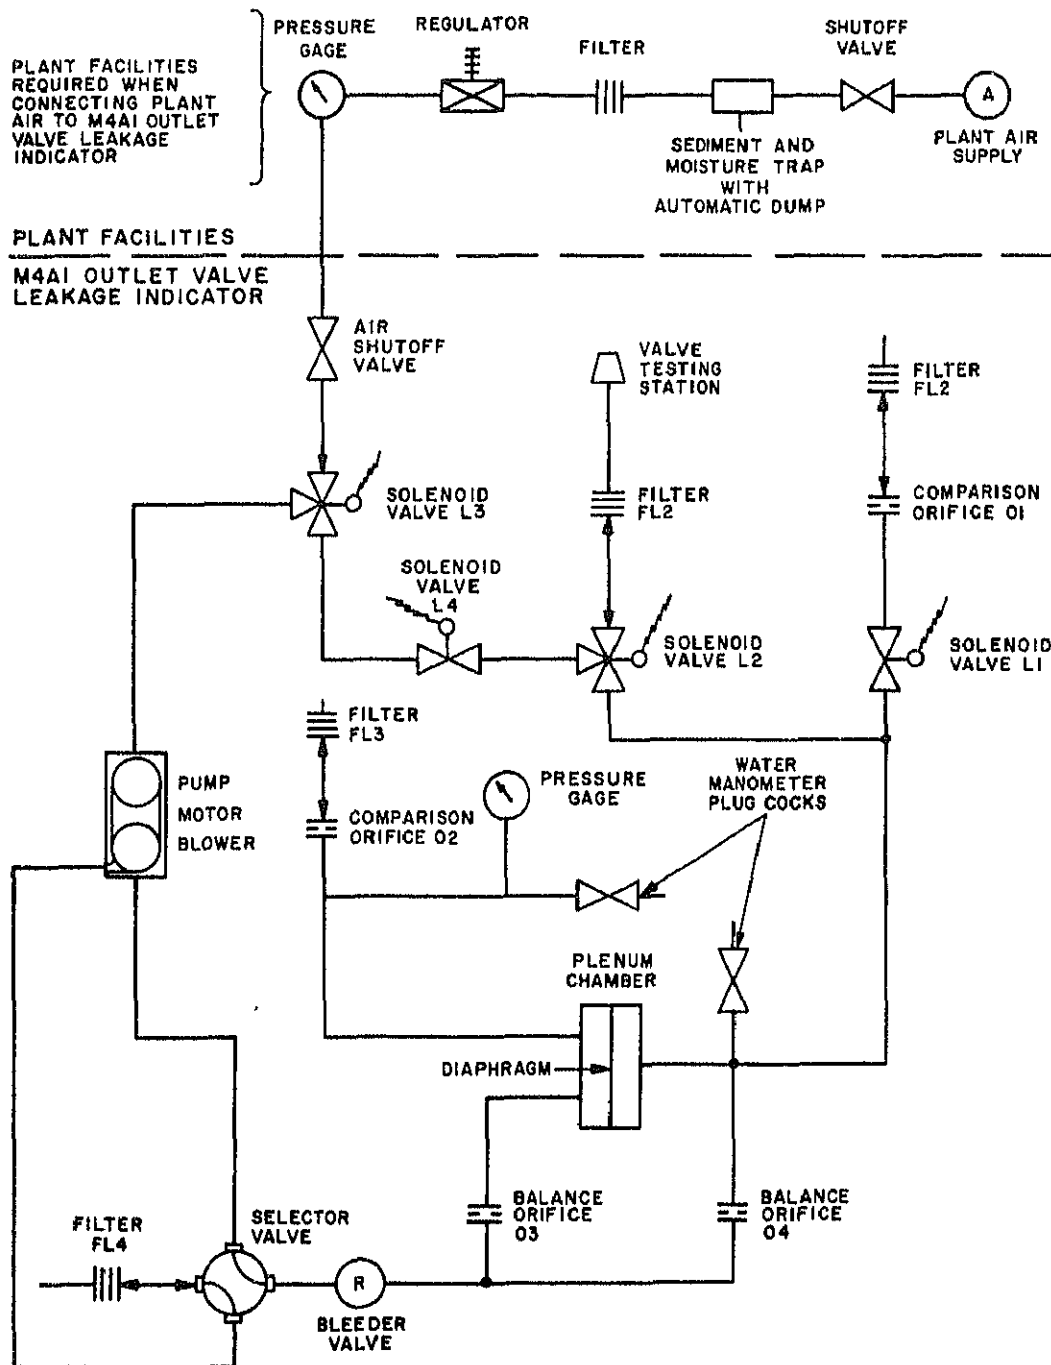 PRESSURE
GAGE
REGULATOR
FILTER
SHUTOFF
VALVE
PLANT FACILITIES
REQUIRED WHEN
CONNECTING PLANT
AIR TO M4A1 OUTLET
VALVE LEAKAGE
INDICATOR
A
SEDIMENT AND
MOISTURE TRAP
WITH
AUTOMATIC DUMP
PLANT AIR
SUPPLY
PLANT FACILITIES
M4A1 OUTLET VALVE
LEAKAGE INDICATOR
AIR
SHUTOFF
VALVE
VALVE
TESTING
STATION
FILTER
FL2
SOLENOID
VALVE L3
FILTER
FL2
COMPARISON
ORIFICE O1
SOLENOID
VALVE
L4
SOLENOID
VALVE L2
SOLENOID
VALVE L1
FILTER
FL3
PRESSURE
GAGE
WATER
MANOMETER
PLUG COCKS
PUMP
MOTOR
BLOWER
COMPARISON
ORIFICE O2
PLENUM
CHAMBER
DIAPHRAGM
FILTER
FL4
SELECTOR
VALVE
BALANCE
ORIFICE
O3
BALANCE
ORIFICE
O4
R
BLEEDER
VALVE